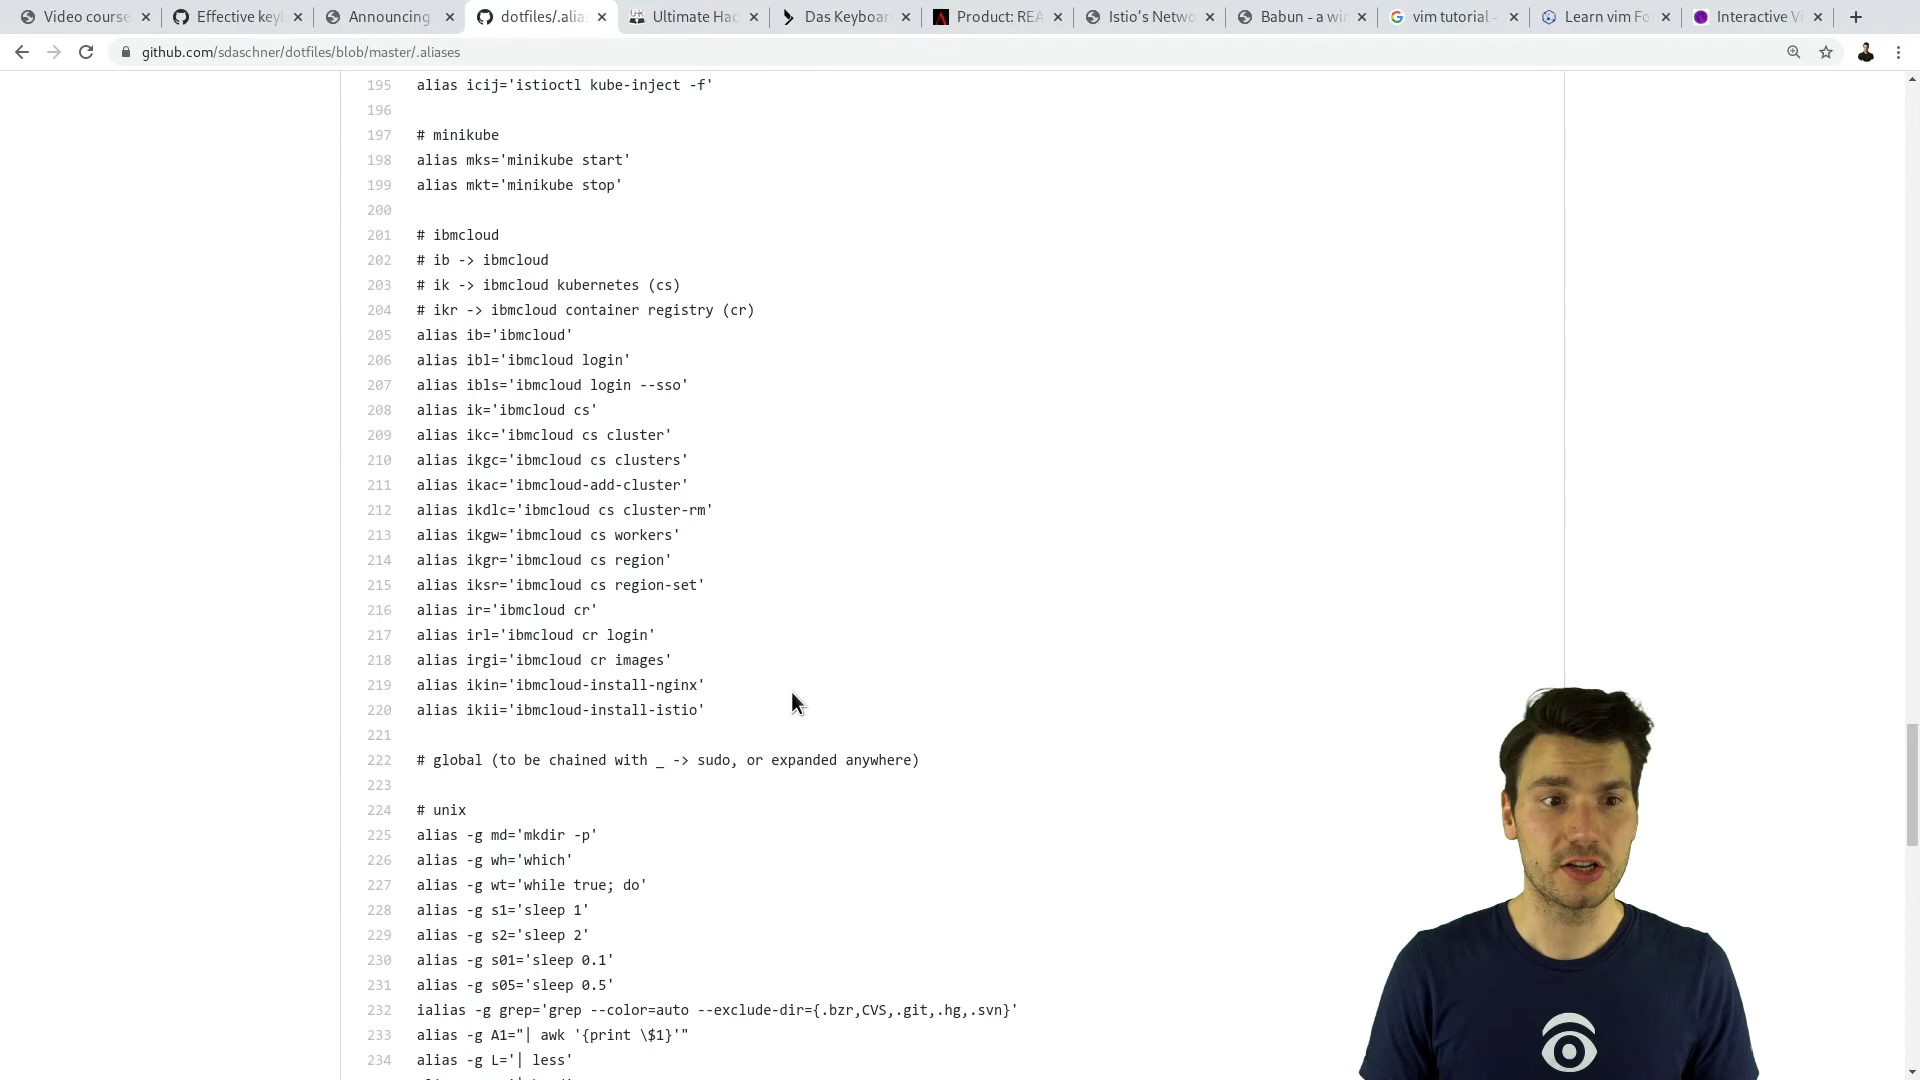 Video course
Effective key
Announcing
dotfiles/.alia
Ultimate Hac
Das Keyboar
Product: REA
Istio's Netwo
Babun - a wi
vim tutorial -
Learn vim Fo
Interactive Vi
github.com/sdaschner/dotfiles/blob/master/.aliases
195 alias icij='istioctl kube-inject -f'
196
197 # minikube
198 alias mks='minikube start'
199 alias mkt='minikube stop'
200
201 # ibmcloud
202 # ib -> ibmcloud
203 # ik -> ibmcloud kubernetes (cs)
204 # ikr -> ibmcloud container registry (cr)
205 alias ib='ibmcloud'
206 alias ibl='ibmcloud login'
207 alias ibls='ibmcloud login --sso'
208 alias ik='ibmcloud cs'
209 alias ikc='ibmcloud cs cluster'
210 alias ikgc='ibmcloud cs clusters'
211 alias ikac='ibmcloud-add-cluster'
212 alias ikdlc='ibmcloud cs cluster-rm'
213 alias ikgw='ibmcloud cs workers'
214 alias ikgr='ibmcloud cs region'
215 alias iksr='ibmcloud cs region-set'
216 alias ir='ibmcloud cr'
217 alias irl='ibmcloud cr login'
218 alias irgi='ibmcloud cr images'
219 alias ikin='ibmcloud-install-nginx'
220 alias ikii='ibmcloud-install-istio'
221
222 # global (to be chained with _ -> sudo, or expanded anywhere)
223
224 # unix
225 alias -g md='mkdir -p'
226 alias -g wh='which'
227 alias -g wt='while true; do'
228 alias -g s1='sleep 1'
229 alias -g s2='sleep 2'
230 alias -g s01='sleep 0.1'
231 alias -g s05='sleep 0.5'
232 ialias -g grep='grep --color=auto --exclude-dir={.bzr,CVS,.git,.hg,.svn}'
233 alias -g A1="| awk '{print \$1}'"
234 alias -g L='| less'